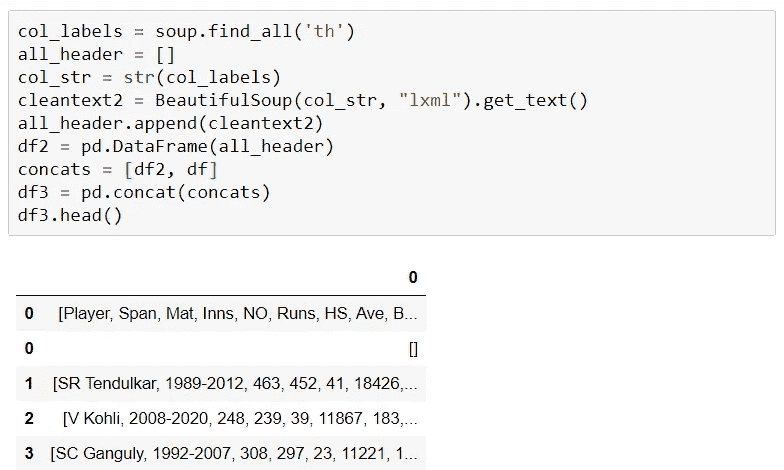 col_labels = soup.find_all('th')
all_header = []
col_str = str(col_labels)
cleantext2 = BeautifulSoup(col_str, "lxml").get_text()
all_header.append(cleantext2)
df2 = pd.DataFrame(all_header)
concats = [df2, df]
df3 = pd.concat(concats)
df3.head()
0
0 [Player, Span, Mat, Inns, NO, Runs, HS, Ave, B...
0 []
1 [SR Tendulkar, 1989-2012, 463, 452, 41, 18426,...
2 [V Kohli, 2008-2020, 248, 239, 39, 11867, 183,...
3 [SC Ganguly, 1992-2007, 308, 297, 23, 11221, 1...